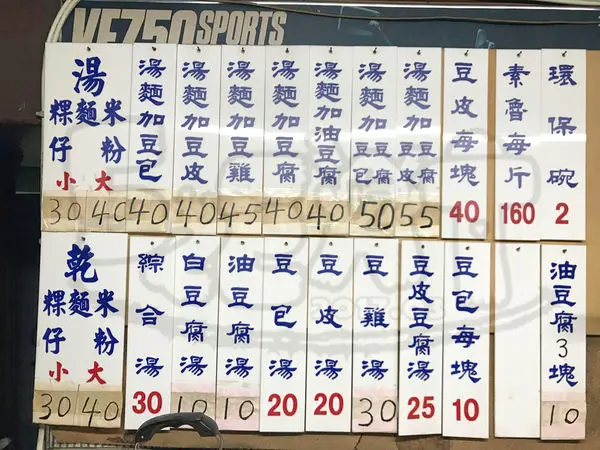 VF750 SPORTS
湯
粿仔 麵 米粉
小 大
30 40
湯麵加豆包
40
湯麵加豆皮
40
湯麵加豆雞
45
湯麵加豆腐
40
湯麵加油豆腐
40
湯麵加豆包豆腐
50
湯麵加豆皮豆腐
55
豆皮每塊
40
素魯每斤
160
環保碗
2
乾
粿仔 麵 米粉
小 大
30 40
綜合湯
30
白豆腐湯
10
油豆腐湯
10
豆包湯
20
豆皮湯
20
豆雞湯
30
豆皮豆腐湯
25
豆包每塊
10
油豆腐3塊
10